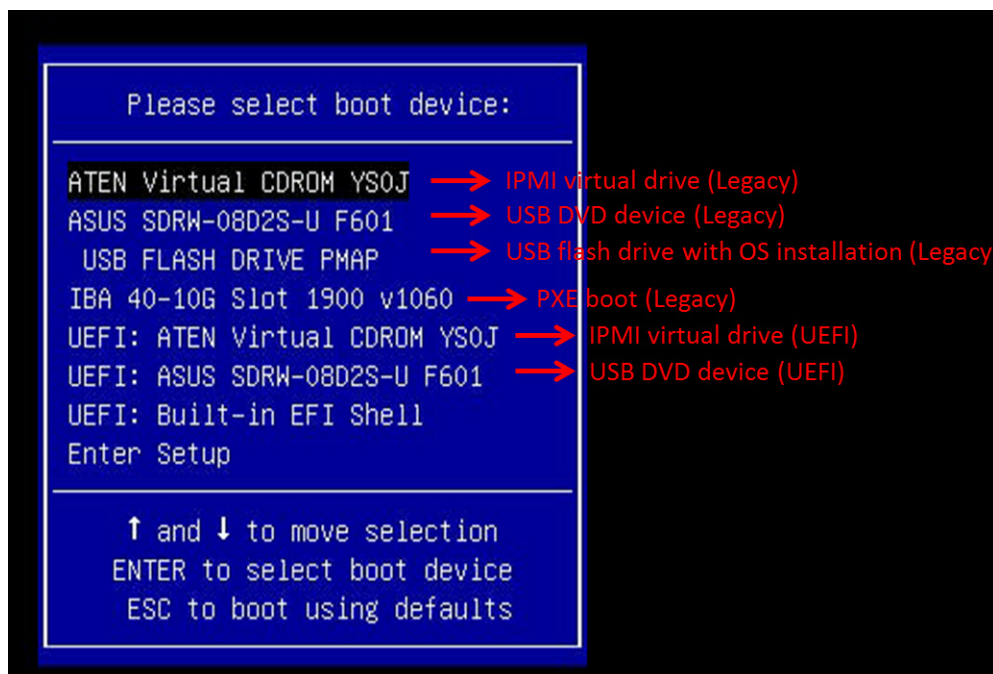 Please select boot device:
ATEN Virtual CDROM YS0J → IPMI virtual drive (Legacy)
ASUS SDRW-08D2S-U F601 → USB DVD device (Legacy)
USB FLASH DRIVE PMAP → USB flash drive with OS installation (Legacy
IBA 40-10G Slot 1900 v1060 → PXE boot (Legacy)
UEFI: ATEN Virtual CDROM YS0J → IPMI virtual drive (UEFI)
UEFI: ASUS SDRW-08D2S-U F601 → USB DVD device (UEFI)
UEFI: Built-in EFI Shell
Enter Setup
↑ and ↓ to move selection
ENTER to select boot device
ESC to boot using defaults